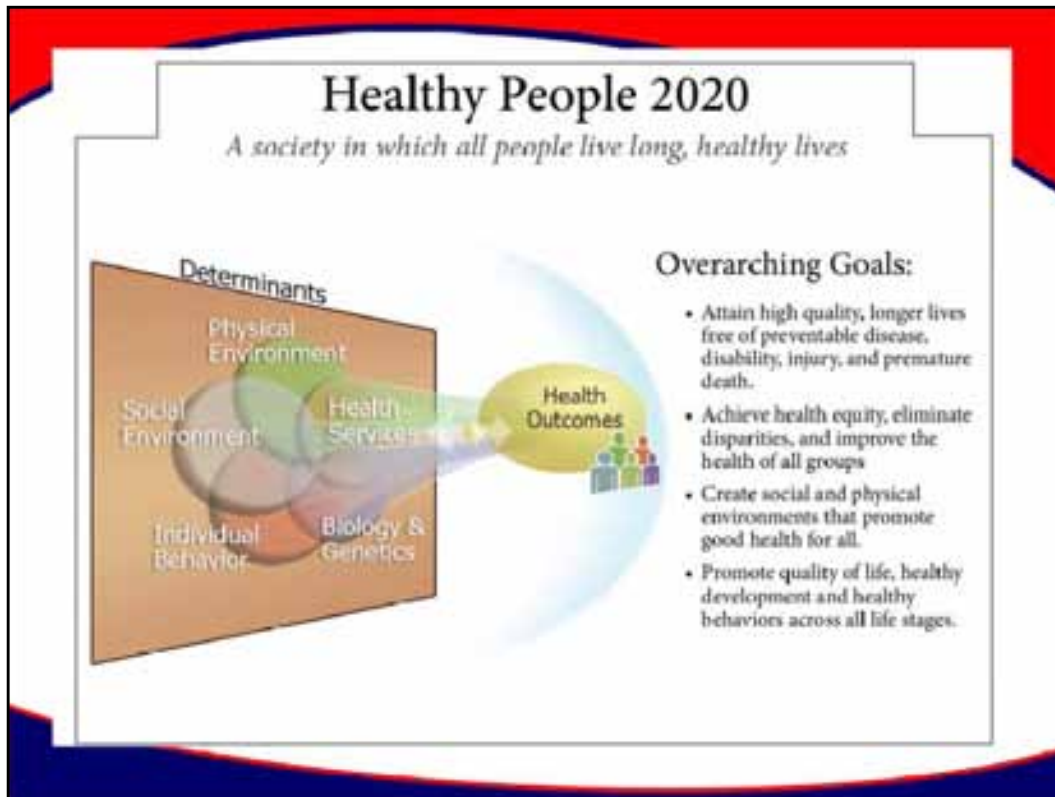 Healthy People 2020
A society in which all people live long, healthy lives
Determinants
Physical
Environment
Social
Environment
Health
Services
Individual
Behavior
Biology &
Genetics
Health
Outcomes
Overarching Goals:
• Attain high quality, longer lives
free of preventable disease,
disability, injury, and premature
death.
• Achieve health equity, eliminate
disparities, and improve the
health of all groups
• Create social and physical
environments that promote
good health for all.
• Promote quality of life, healthy
development and healthy
behaviors across all life stages.